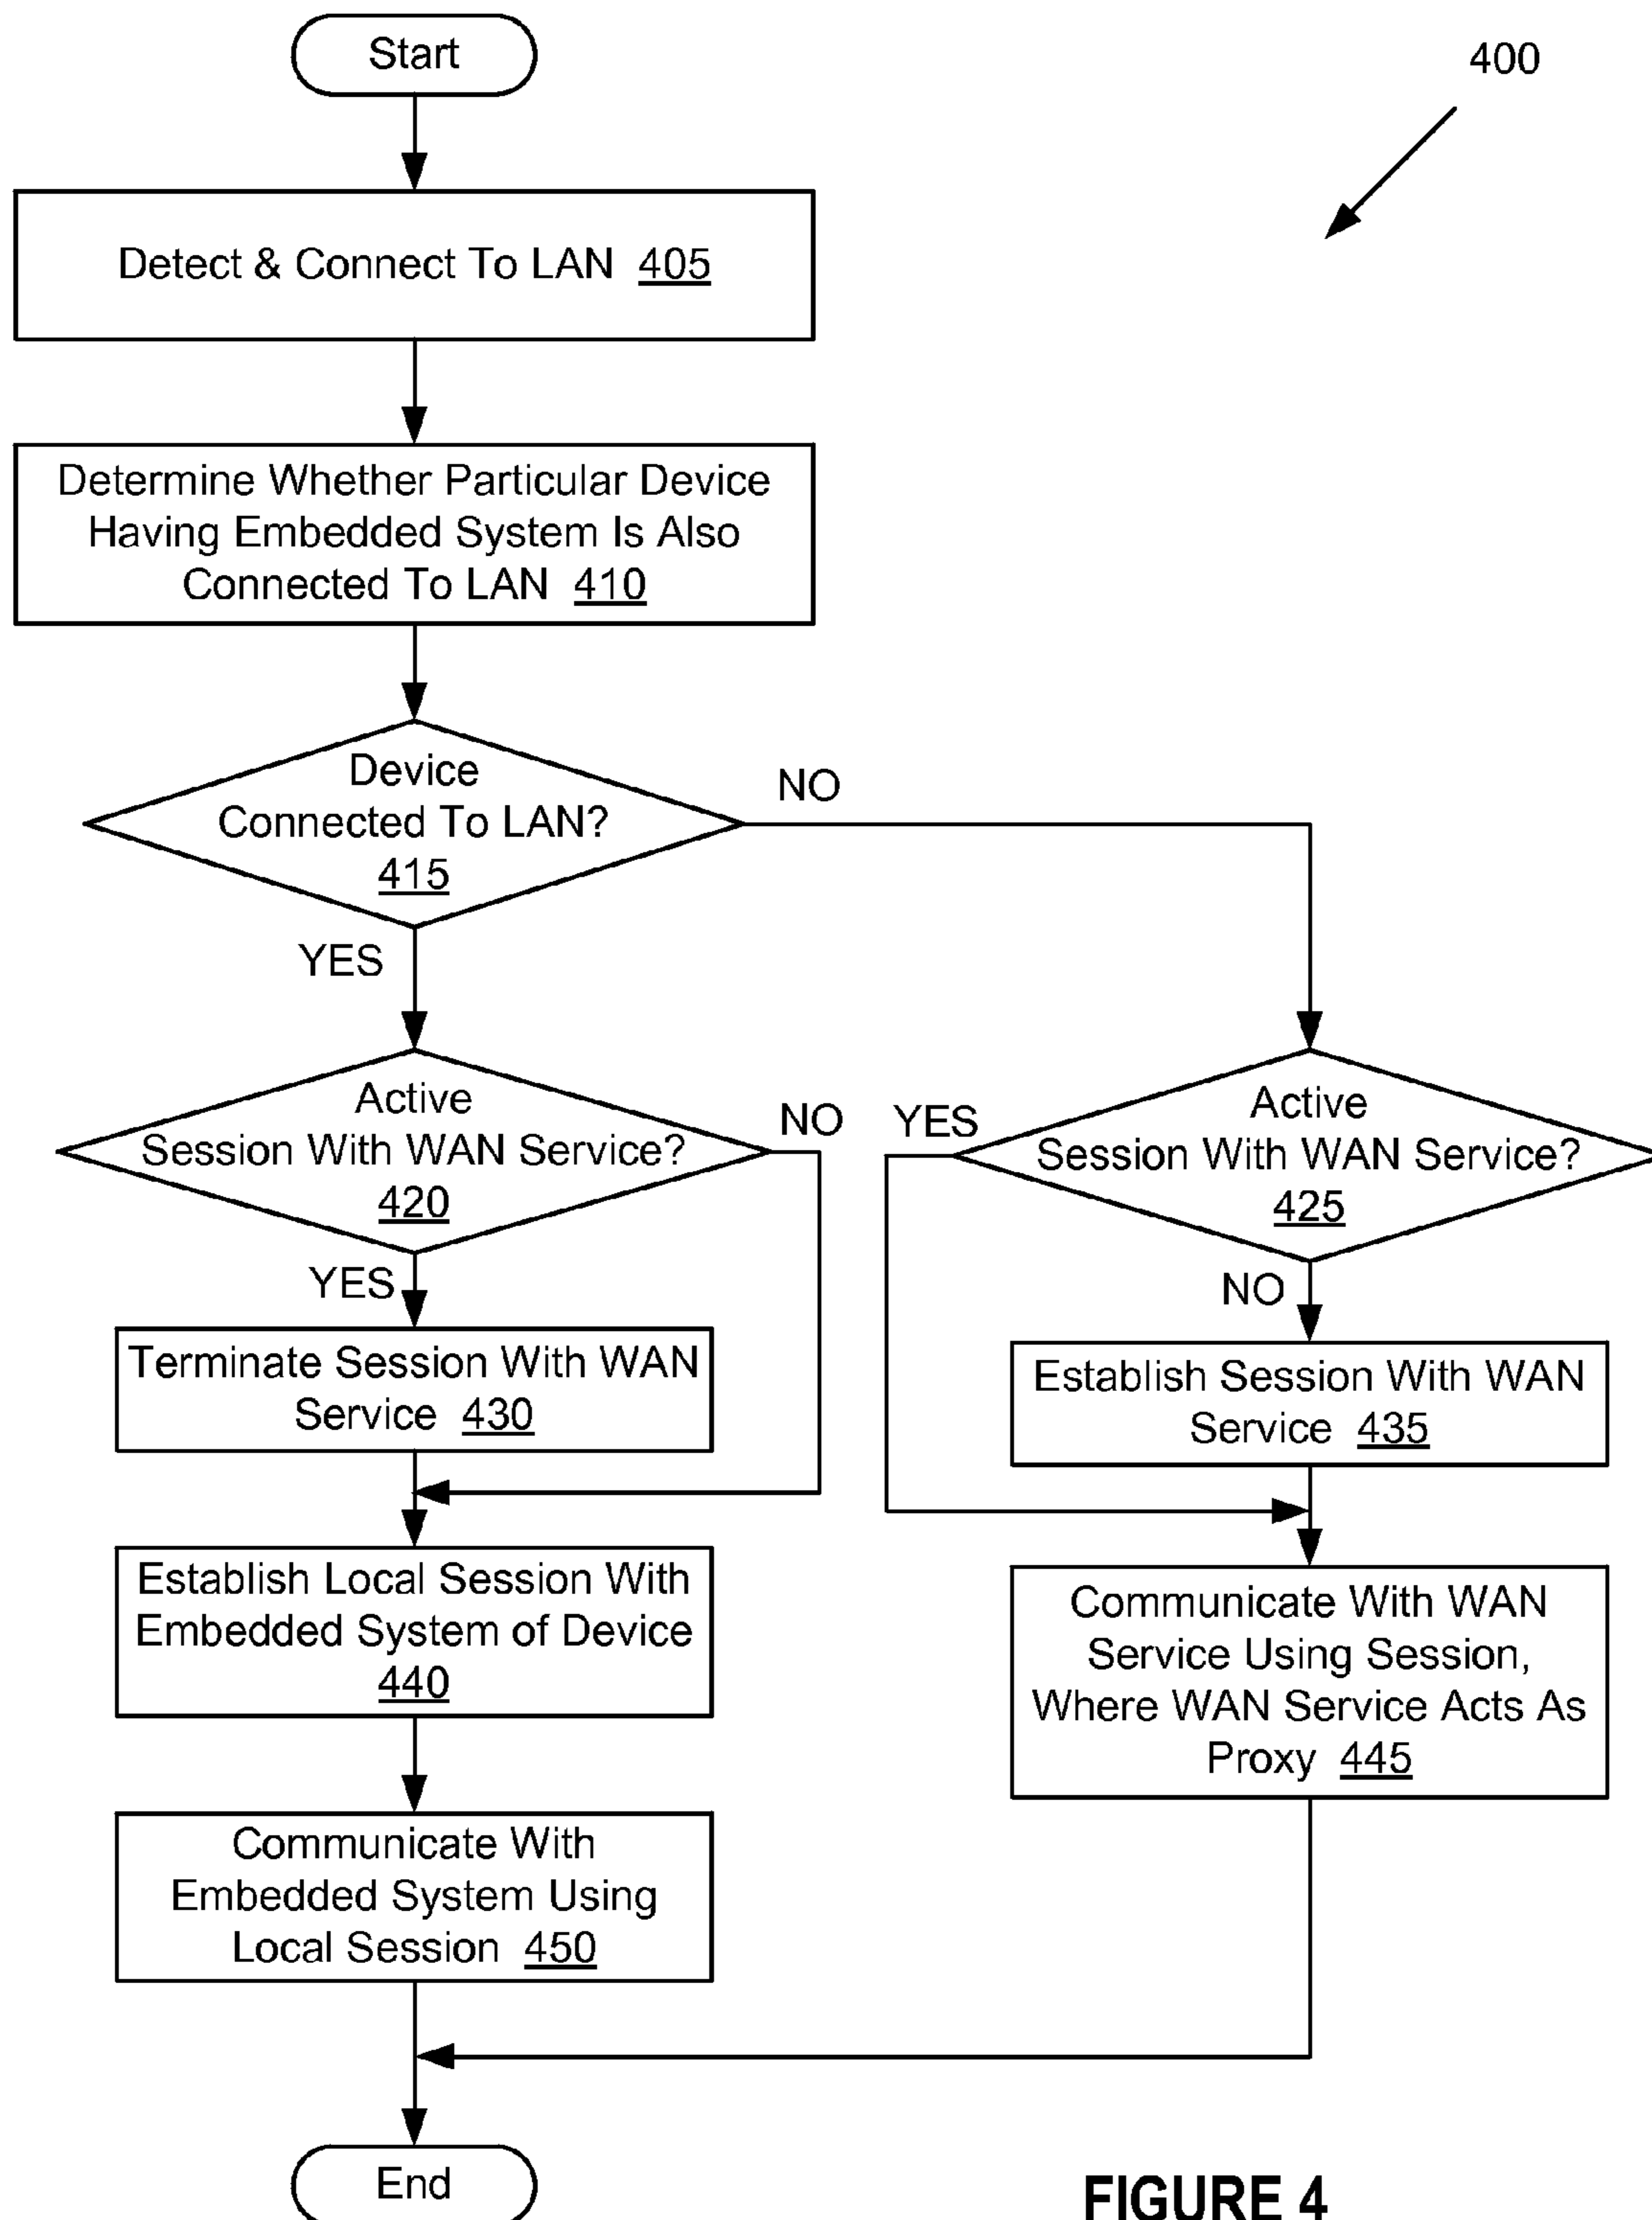 Start
400
Detect & Connect To LAN 405
Determine Whether Particular Device
Having Embedded System Is Also
Connected To LAN 410
Device
Connected To LAN?
415
NO
YES
Active
Session With WAN Service?
420
NO
YES
Active
Session With WAN Service?
425
YES
NO
Terminate Session With WAN
Service 430
Establish Session With WAN
Service 435
Establish Local Session With
Embedded System of Device
440
Communicate With WAN
Service Using Session,
Where WAN Service Acts As
Proxy 445
Communicate With
Embedded System Using
Local Session 450
End
FIGURE 4